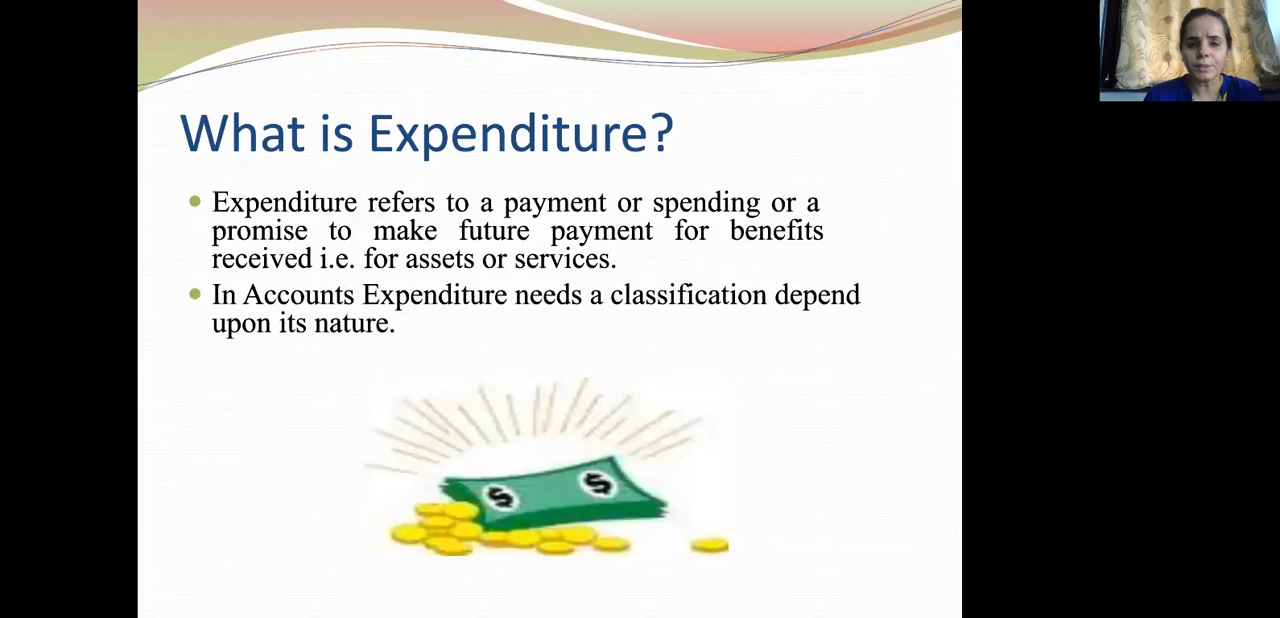 What is Expenditure?
Expenditure refers to a payment or spending or a
promise to make future payment for benefits
received i.e. for assets or services.
In Accounts Expenditure needs a classification depend
upon its nature.
$ $